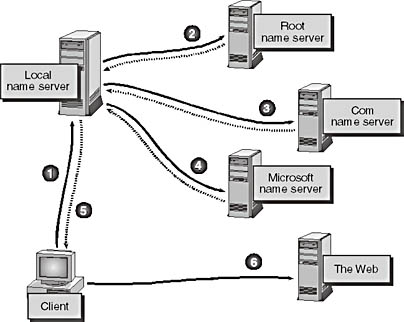 2
Root
name server
Local
name server
3
Com
name server
4
Microsoft
name server
1
5
6
The Web
Client